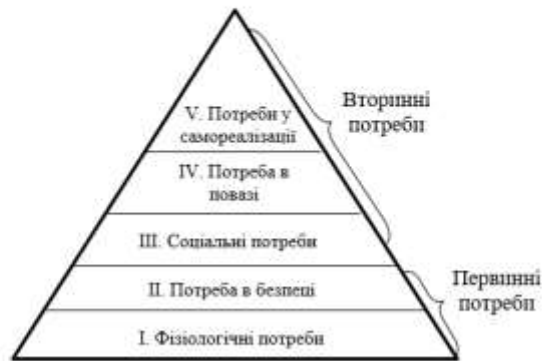 V. Потреби у
самореалізації
IV. Потреба в
повазі
III. Соціальні потреби
II. Потреба в безпеці
I. Фізіологічні потреби
Вторинні
потреби
Первинні
потреби